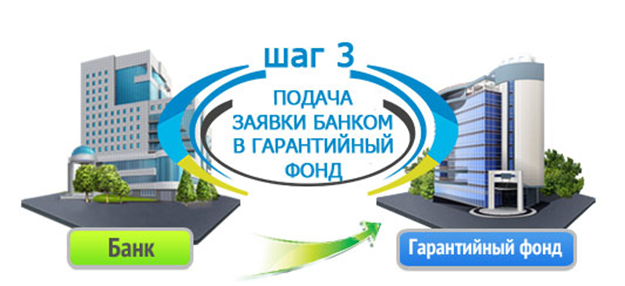 шаг 3
ПОДАЧА
ЗАЯВКИ БАНКОМ
В ГАРАНТИЙНЫЙ
ФОНД
Банк
Гарантийный фонд